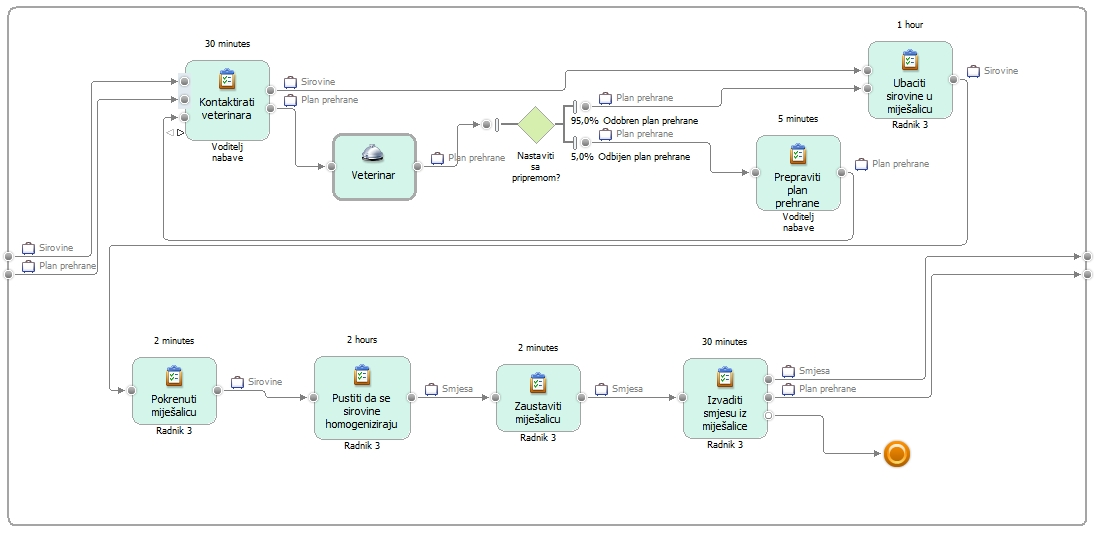 1 hour
30 minutes
Sirovine
Sirovine
Ubaciti
sirovine u
miješalicu
Radnik 3
Kontaktirati
veterinara
Plan prehrane
Plan prehrane
95,0% Odobren plan prehrane
Voditelj
nabave
5 minutes
Plan prehrane
5,0% Odbijen plan prehrane
Nastaviti
sa
pripremom?
Veterinar
Plan prehrane
Prepraviti
plan
prehrane
Plan prehrane
Voditelj
nabave
Sirovine
Plan prehrane
2 minutes
2 hours
2 minutes
30 minutes
Pokrenuti
miješalicu
Radnik 3
Sirovine
Pustiti da se
sirovine
homogeniziraju
Radnik 3
Smjesa
Zaustaviti
miješalicu
Radnik 3
Smjesa
Izvaditi
smjesu iz
miješalice
Radnik 3
Smjesa
Plan prehrane